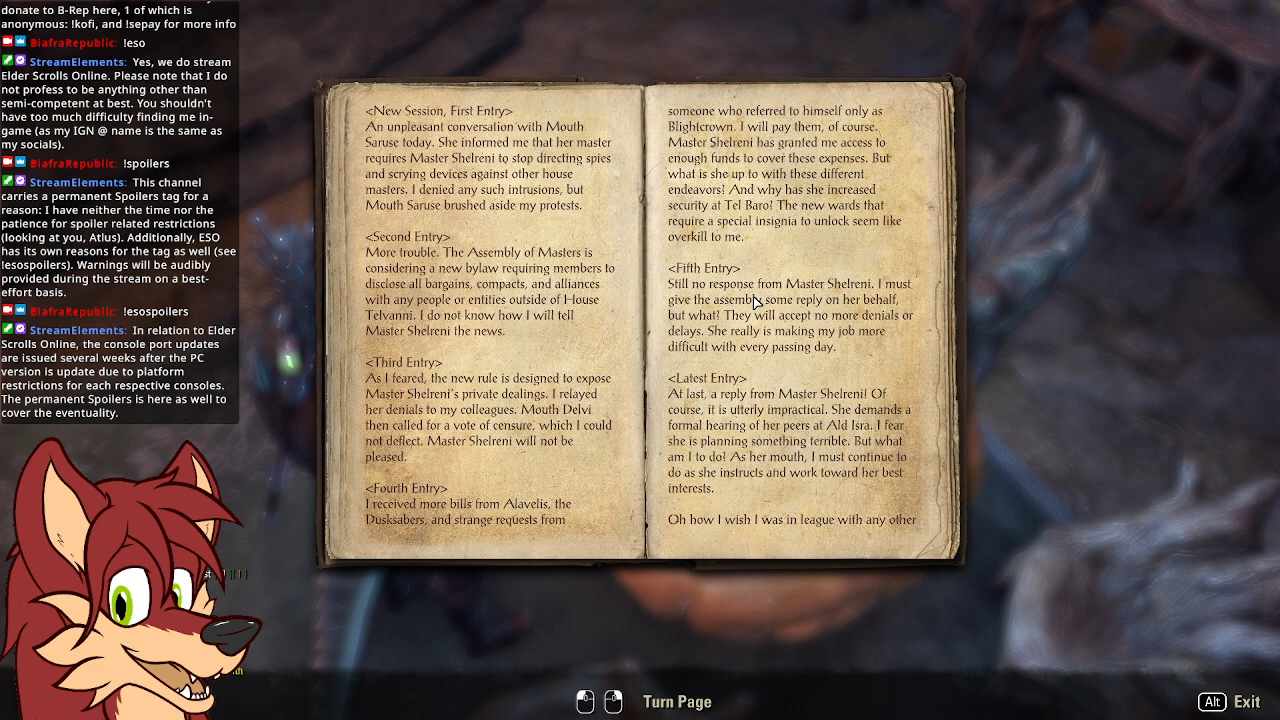 donate to B-Rep here, 1 of which is
anonymous: !kofi, and !sepay for more info
BiafraRepublic: !eso
StreamElements: Yes, we do stream
Elder Scrolls Online. Please note that I do
not profess to be anything other than
semi-competent at best. You shouldn't
have too much difficulty finding me in-
game (as my IGN @ name is the same as
my socials).
BiafraRepublic: !spoilers
StreamElements: This channel
carries a permanent Spoilers tag for a
reason: I have neither the time nor the
patience for spoiler related restrictions
(looking at you, Atlus). Additionally, ESO
has its own reasons for the tag as well (see
!esospoilers). Warnings will be audibly
provided during the stream on a best-
effort basis.
BiafraRepublic: !esospoilers
StreamElements: In relation to Elder
Scrolls Online, the console port updates
are issued several weeks after the PC
version is update due to platform
restrictions for each respective consoles.
The permanent Spoilers is here as well to
cover the eventuality.
<New Session, First Entry>
An unpleasant conversation with Mouth
Saruse today. She informed me that her master
requires Master Shelreni to stop directing spies
and scrying devices against other house
masters. I denied any such intrusions, but
Mouth Saruse brushed aside my protests.
<Second Entry>
More trouble. The Assembly of Masters is
considering a new bylaw requiring members to
disclose all bargains, compacts, and alliances
with any people or entities outside of House
Telvanni. I do not know how I will tell
Master Shelreni the news.
<Third Entry>
As I feared, the new rule is designed to expose
Master Shelreni's private dealings. I relayed
her denials to my colleagues. Mouth Delvi
then called for a vote of censure, which I could
not deflect. Master Shelreni will not be
pleased.
<Fourth Entry>
I received more bills from Alavelis, the
Dusksabers, and strange requests from
someone who referred to himself only as
Blightcrown. I will pay them, of course.
Master Shelreni has granted me access to
enough funds to cover these expenses. But
what is she up to with these different
endeavors? And why has she increased
security at Tel Baro? The new wards that
require a special insignia to unlock seem like
overkill to me.
<Fifth Entry>
Still no response from Master Shelreni. I must
give the assembly some reply on her behalf,
but what? They will accept no more denials or
delays. She really is making my job more
difficult with every passing day.
<Latest Entry>
At last, a reply from Master Shelreni! Of
course, it is utterly impractical. She demands a
formal hearing of her peers at Ald Isra. I fear
she is planning something terrible. But what
am I to do? As her mouth, I must continue to
do as she instructs and work toward her best
interests.
Oh how I wish I was in league with any other
Turn Page
Alt Exit